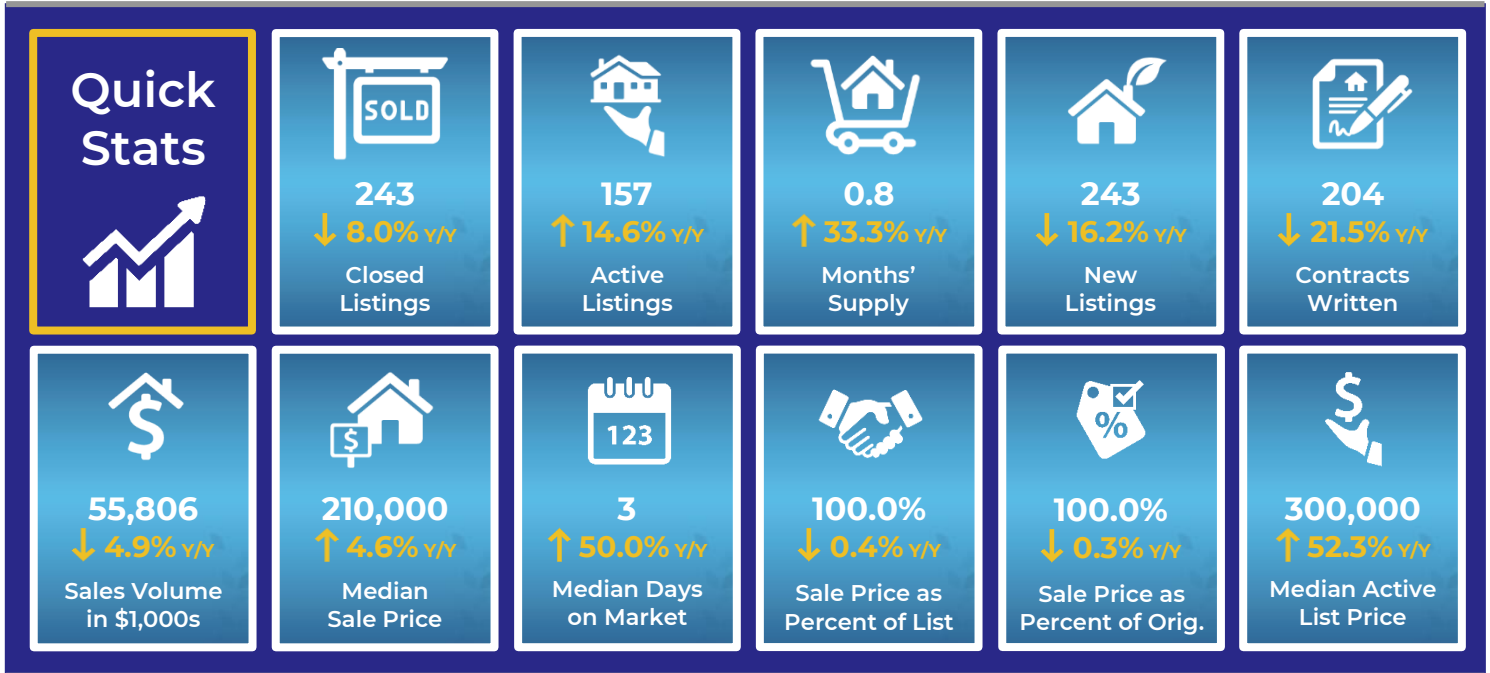 Quick
Stats
SOLD
243
↓ 8.0% Y/Y
Closed
Listings
157
↑ 14.6% Y/Y
Active
Listings
0.8
↑ 33.3% Y/Y
Months’
Supply
243
↓ 16.2% Y/Y
New
Listings
204
↓ 21.5% Y/Y
Contracts
Written
$
55,806
↓ 4.9% Y/Y
Sales Volume
in $1,000s
$
210,000
↑ 4.6% Y/Y
Median
Sale Price
123
3
↑ 50.0% Y/Y
Median Days
on Market
100.0%
↓ 0.4% Y/Y
Sale Price as
Percent of List
%
100.0%
↓ 0.3% Y/Y
Sale Price as
Percent of Orig.
$
300,000
↑ 52.3% Y/Y
Median Active
List Price